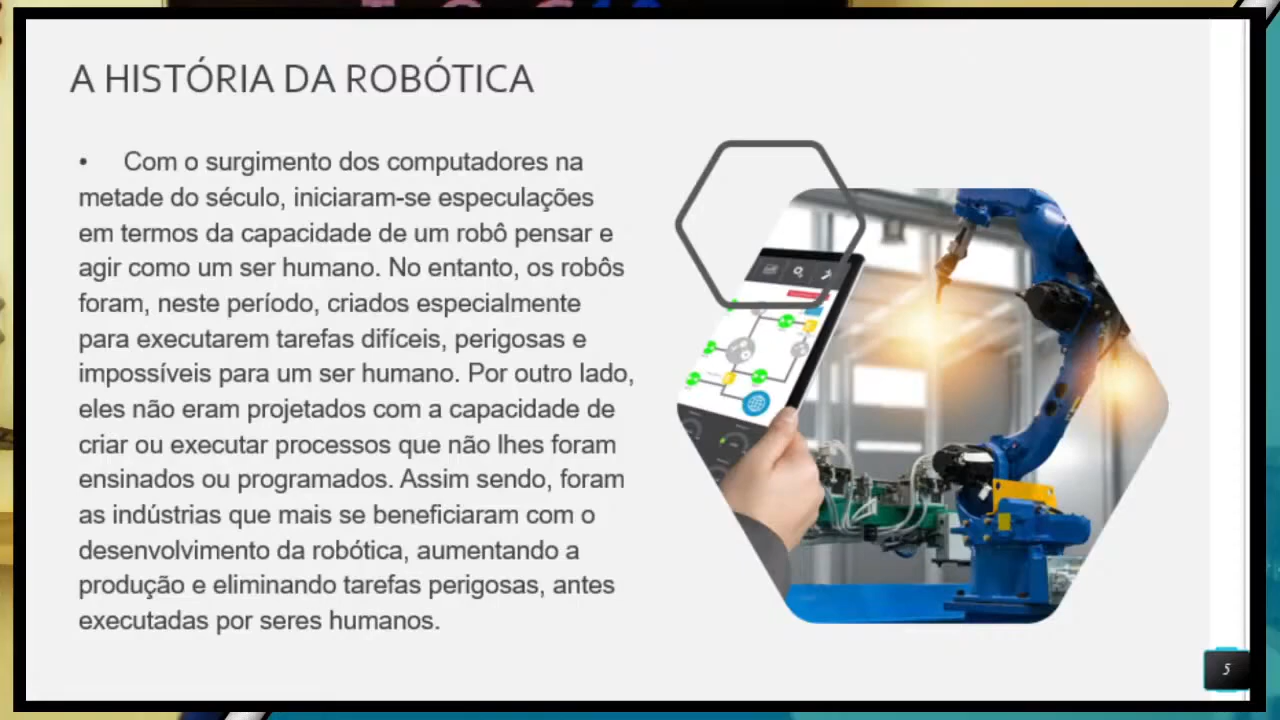 A HISTÓRIA DA ROBÓTICA
• Com o surgimento dos computadores na
metade do século, iniciaram-se especulações
em termos da capacidade de um robô pensar e
agir como um ser humano. No entanto, os robôs
foram, neste período, criados especialmente
para executarem tarefas difíceis, perigosas e
impossíveis para um ser humano. Por outro lado,
eles não eram projetados com a capacidade de
criar ou executar processos que não lhes foram
ensinados ou programados. Assim sendo, foram
as indústrias que mais se beneficiaram com o
desenvolvimento da robótica, aumentando a
produção e eliminando tarefas perigosas, antes
executadas por seres humanos.
5